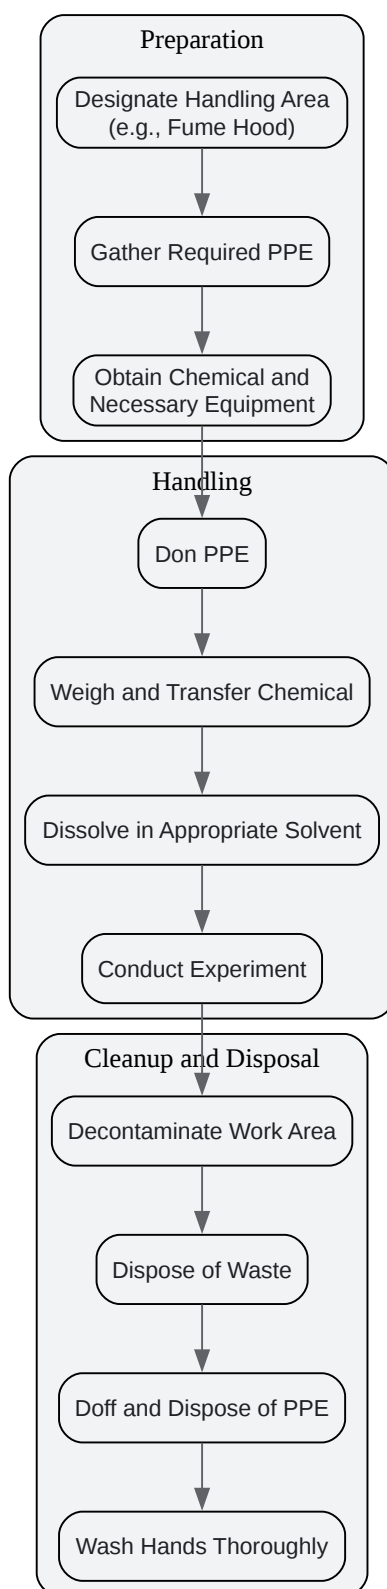 Preparation
Designate Handling Area
(e.g., Fume Hood)
Gather Required PPE
Obtain Chemical and
Necessary Equipment
Handling
Don PPE
Weigh and Transfer Chemical
Dissolve in Appropriate Solvent
Conduct Experiment
Cleanup and Disposal
Decontaminate Work Area
Dispose of Waste
Doff and Dispose of PPE
Wash Hands Thoroughly